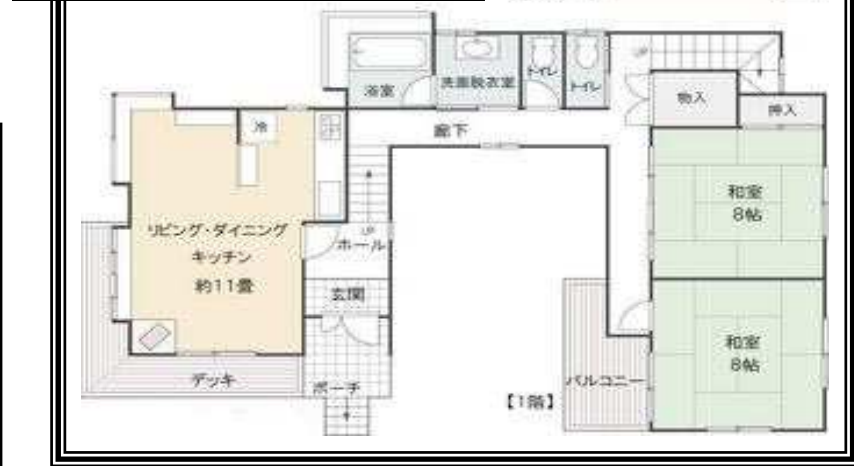 浴室
洗面脱衣室
トイレ
トイレ
UP
物入
押入
冷
廊下
和室
8帖
リビング・ダイニング
キッチン
約11畳
UP
ホール
玄関
和室
8帖
デッキ
ポーチ
バルコニー
【1階】